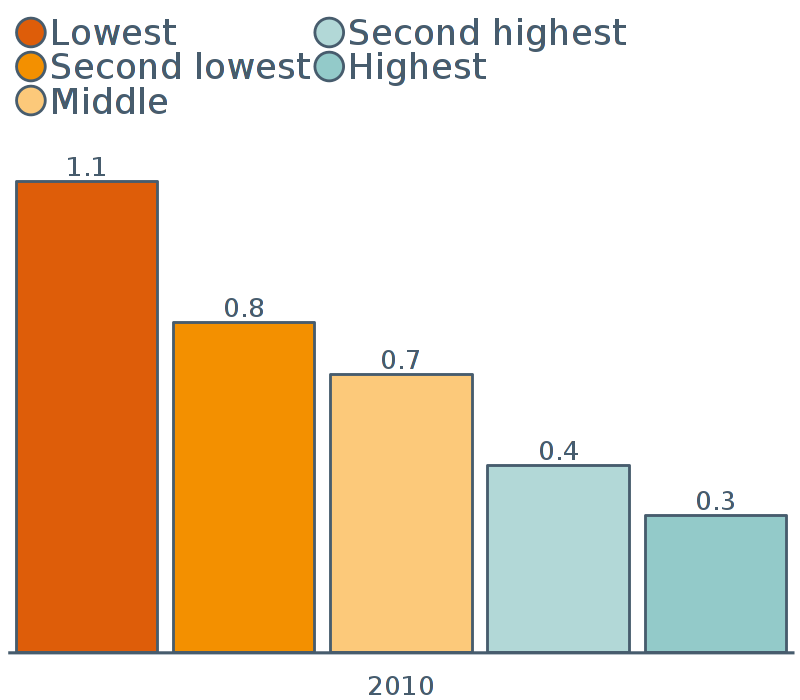 Lowest
Second lowest
Middle
Second highest
Highest
1.1
0.8
0.7
0.4
0.3
2010